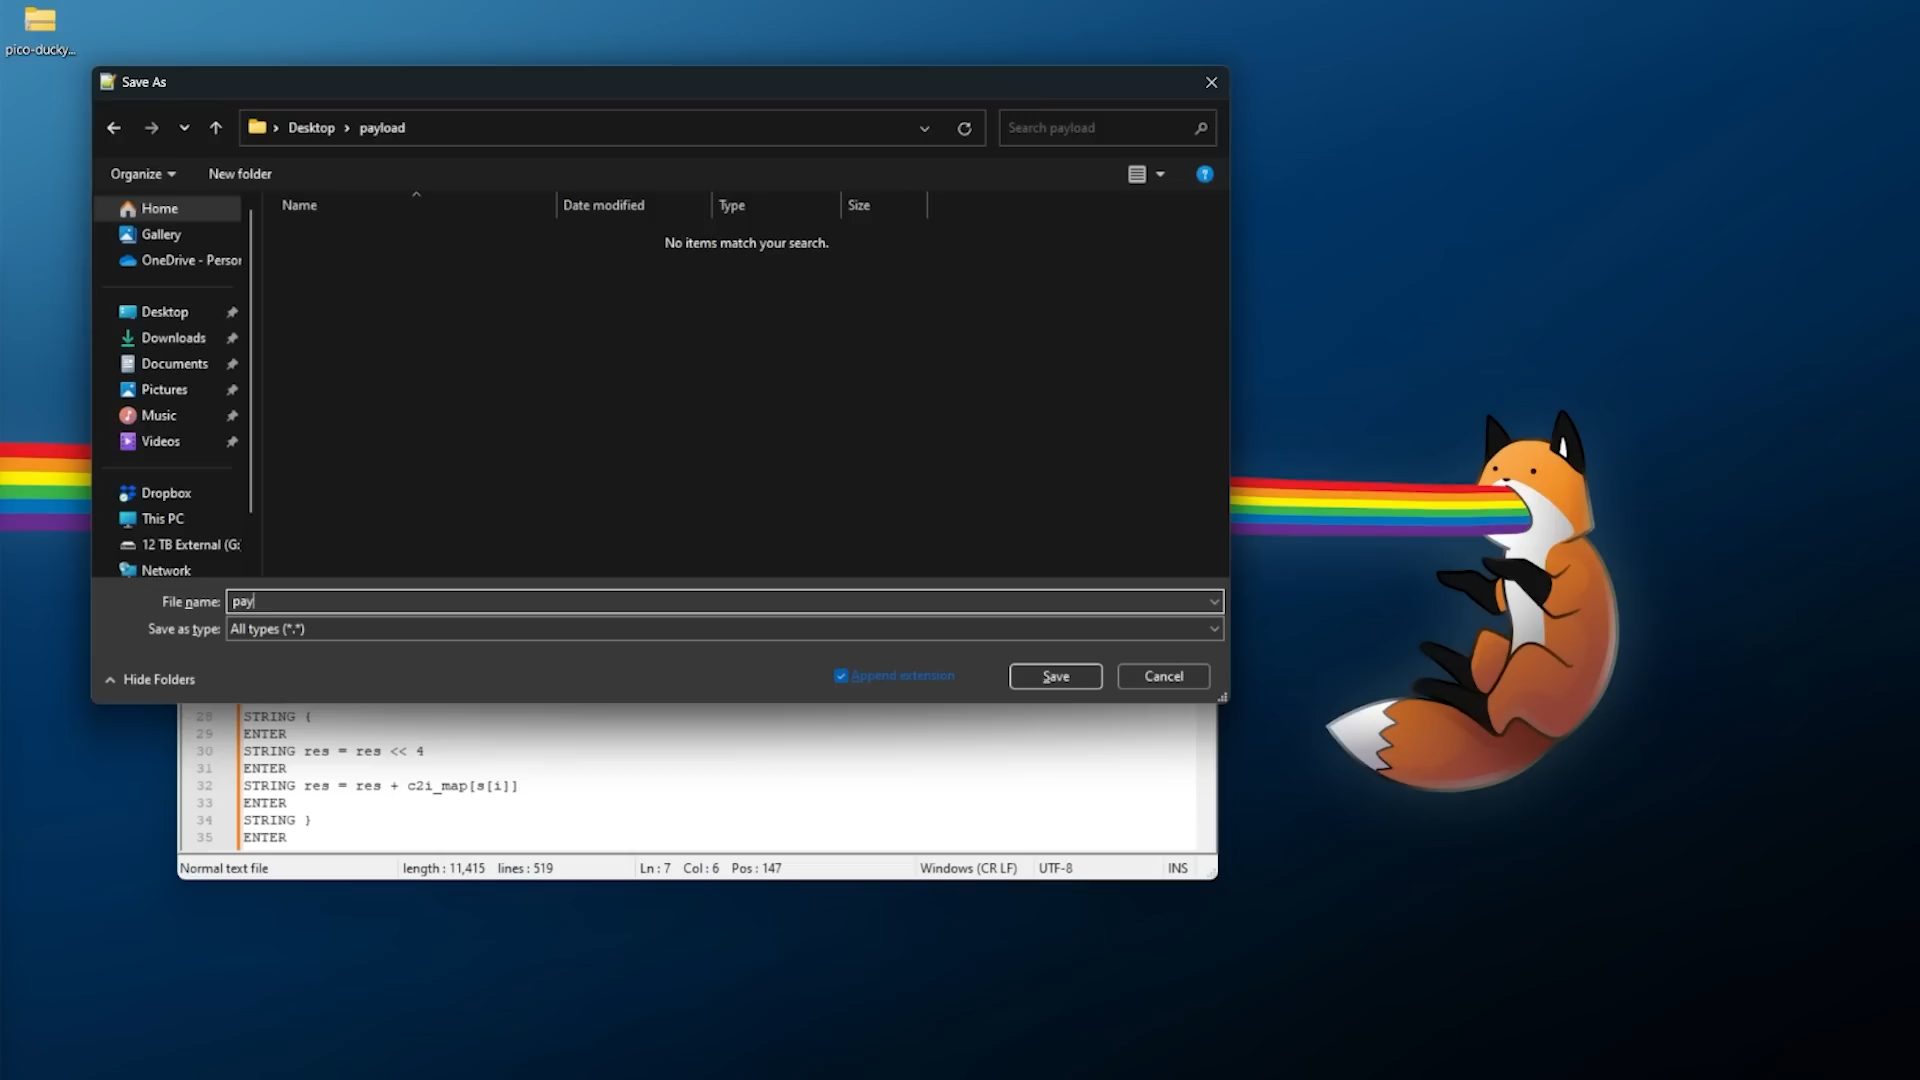 pico-ducky...
Save As
Desktop > payload
Search payload
Organize
New folder
Home
Gallery
OneDrive - Person
Desktop
Downloads
Documents
Pictures
Music
Videos
Dropbox
This PC
12 TB External (G:
Network
Name
Date modified
Type
Size
No items match your search.
File name: pay
Save as type: All types (*.*)
Hide Folders
Append extension
Save
Cancel
28 STRING {
29 ENTER
30 STRING res = res << 4
31 ENTER
32 STRING res = res + c2i_map[s[i]]
33 ENTER
34 STRING }
35 ENTER
Normal text file
length : 11,415 lines : 519
Ln : 7 Col : 6 Pos : 147
Windows (CR LF)
UTF-8
INS